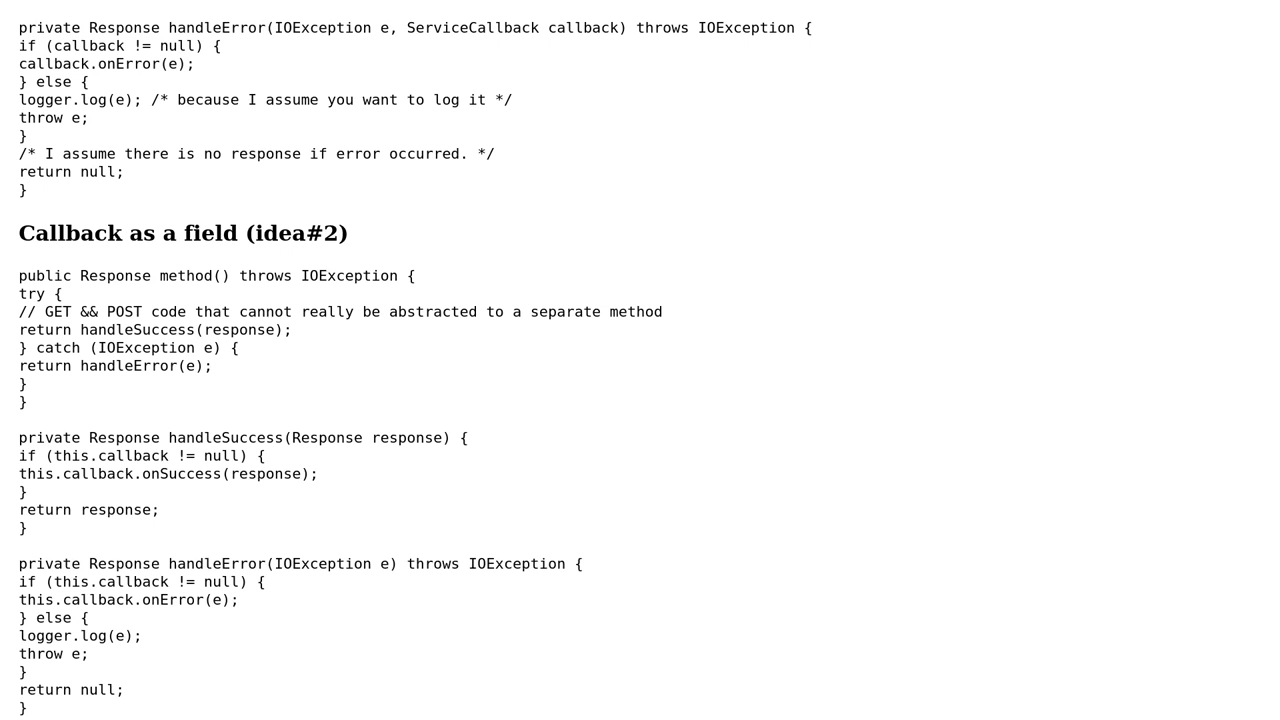 private Response handleError(IOException e, ServiceCallback callback) throws IOException {
if (callback != null) {
callback.onError(e);
} else {
logger.log(e); /* because I assume you want to log it */
throw e;
}
/* I assume there is no response if error occurred. */
return null;
}
Callback as a field (idea#2)
public Response method() throws IOException {
try {
// GET && POST code that cannot really be abstracted to a separate method
return handleSuccess(response);
} catch (IOException e) {
return handleError(e);
}
}
private Response handleSuccess(Response response) {
if (this.callback != null) {
this.callback.onSuccess(response);
}
return response;
}
private Response handleError(IOException e) throws IOException {
if (this.callback != null) {
this.callback.onError(e);
} else {
logger.log(e);
throw e;
}
return null;
}